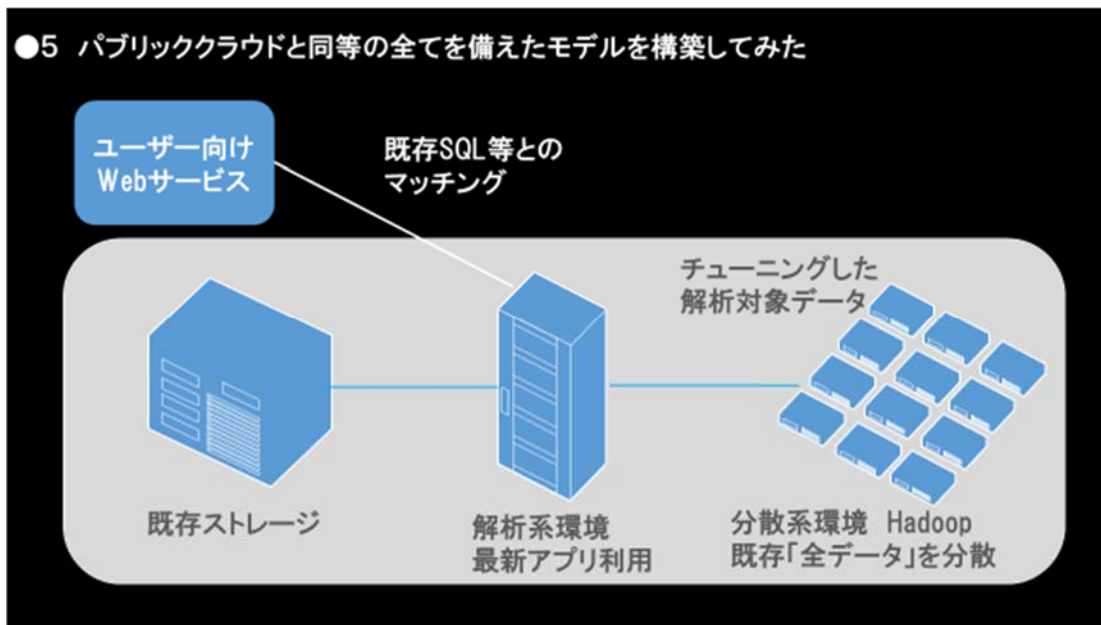 ●5 パブリッククラウドと同等の全てを備えたモデルを構築してみた
ユーザー向け
Webサービス
既存SQL等との
マッチング
チューニングした
解析対象データ
既存ストレージ
解析系環境
最新アプリ利用
分散系環境 Hadoop
既存「全データ」を分散